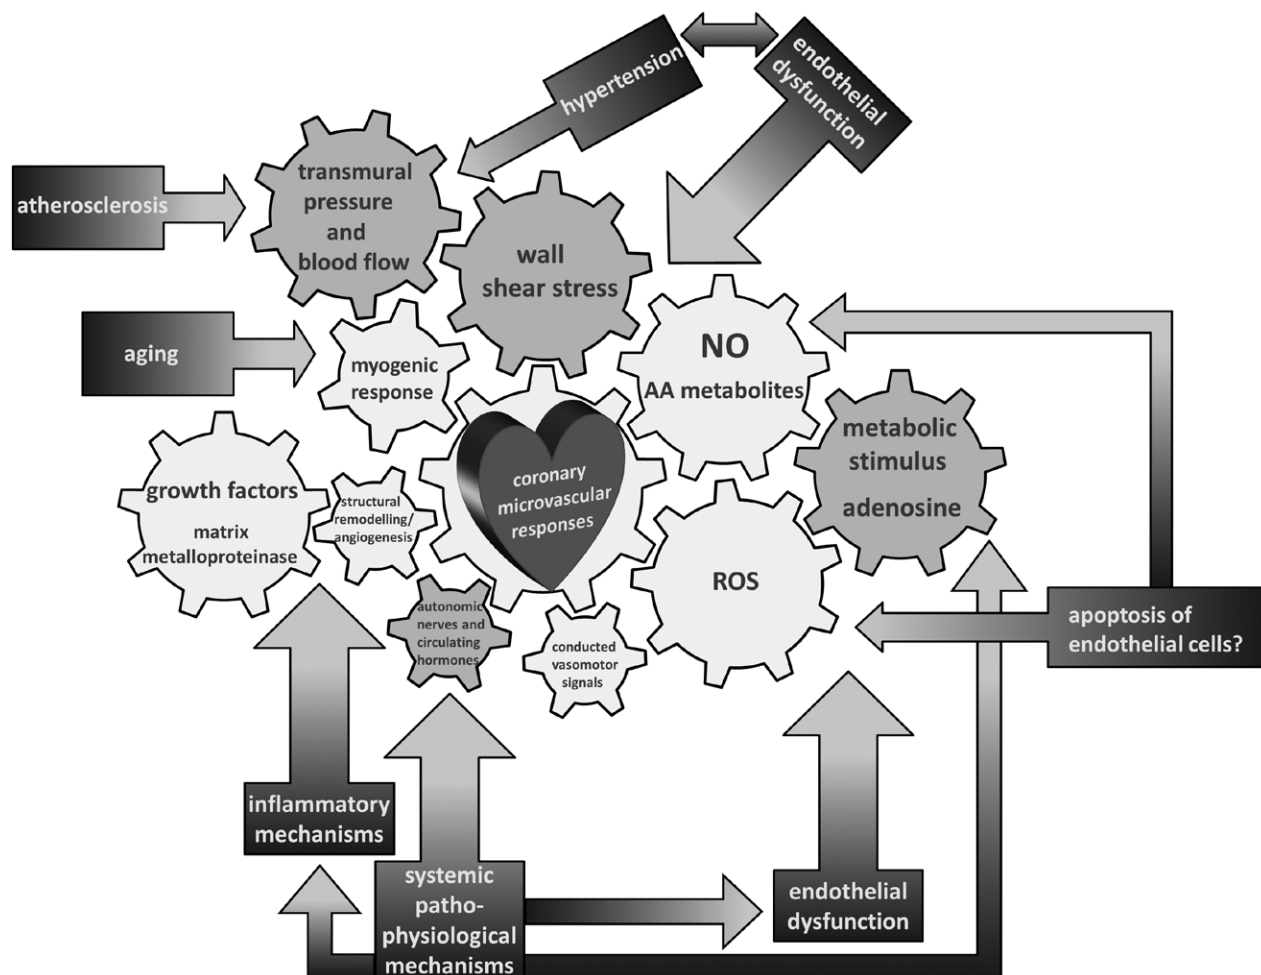 hypertension
endothelial
dysfunction
atherosclerosis
transmural
pressure
and
blood flow
wall
shear stress
aging
myogenic
response
NO
AA metabolites
metabolic
stimulus
adenosine
growth factors
matrix
metalloproteinase
structural
remodelling/
angiogenesis
coronary
microvascular
responses
ROS
autonomic
nerves and
circulating
hormones
conducted
vasomotor
signals
apoptosis of
endothelial cells?
inflammatory
mechanisms
systemic
patho-
physiological
mechanisms
endothelial
dysfunction